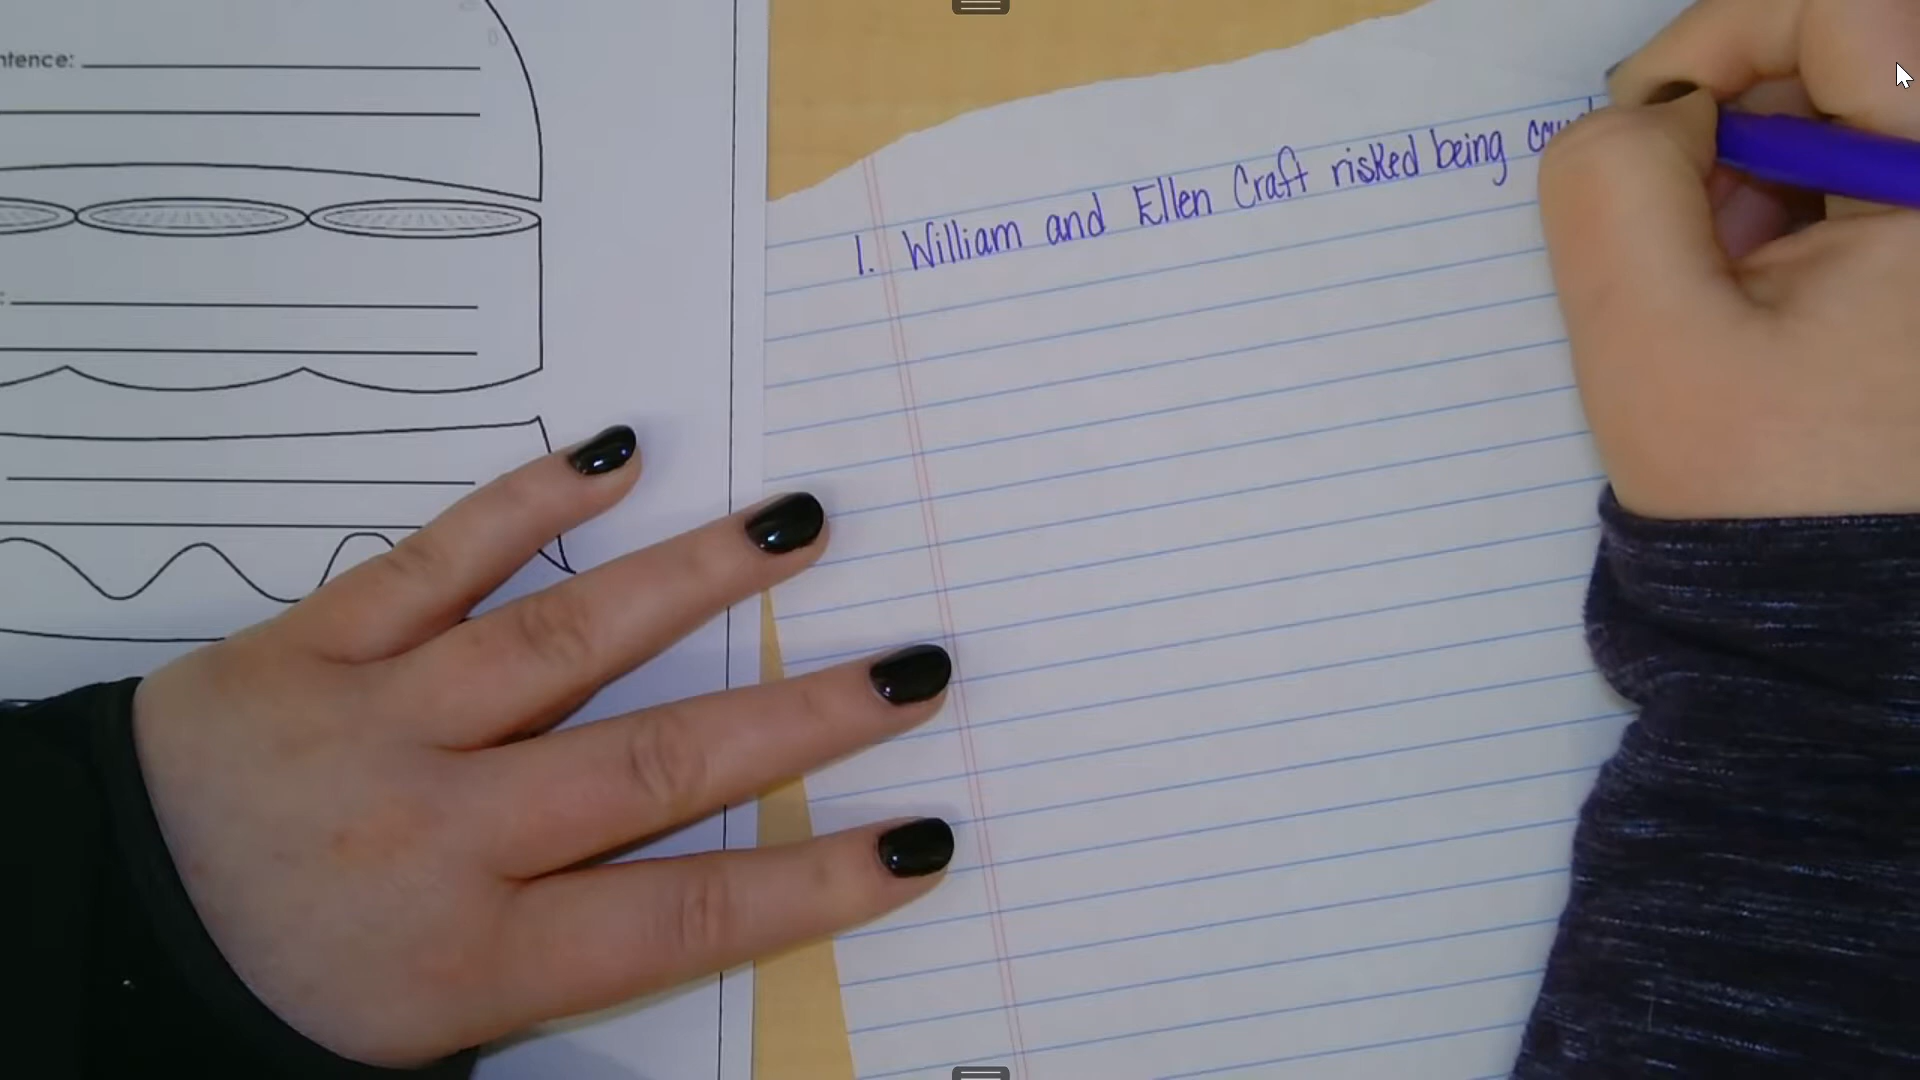 ntence:
:
1. William and Ellen Craft risked being